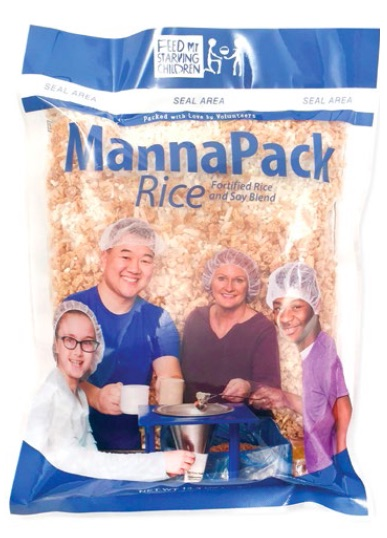 FEED MY
STARVING
CHILDREN
SEAL AREA
SEAL AREA
SEAL AREA
Packed with Love by Volunteers
MannaPack
Rice
Fortified Rice
and Soy Blend